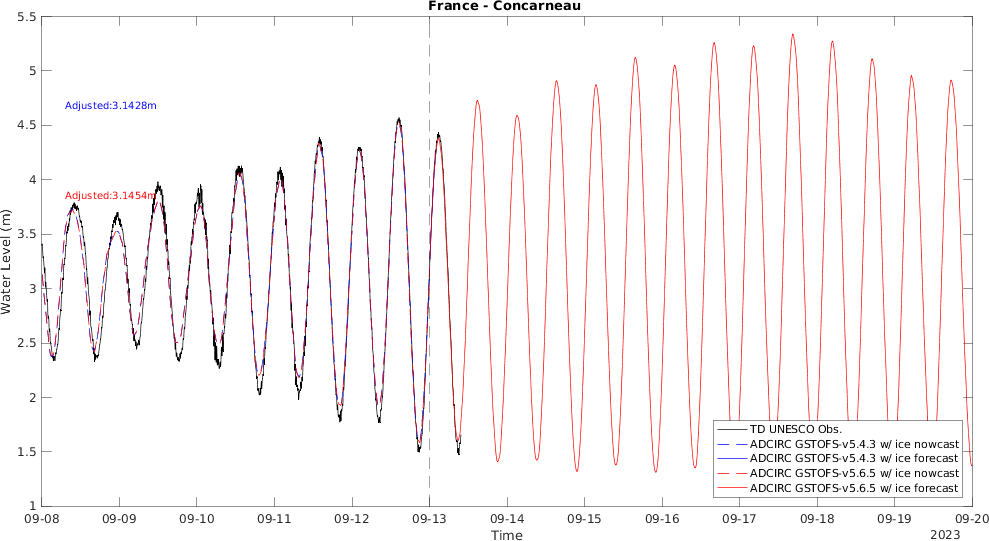 France - Concarneau
5.5
5
4.5
4
3.5
3
2.5
2
1.5
1
Water Level (m)
Adjusted:3.1428m
Adjusted:3.1454m
TD UNESCO Obs.
ADCIRC GSTOFS-v5.4.3 w/ ice nowcast
ADCIRC GSTOFS-v5.4.3 w/ ice forecast
ADCIRC GSTOFS-v5.6.5 w/ ice nowcast
ADCIRC GSTOFS-v5.6.5 w/ ice forecast
09-08 09-09 09-10 09-11 09-12 09-13 09-14 09-15 09-16 09-17 09-18 09-19 09-20
Time
2023